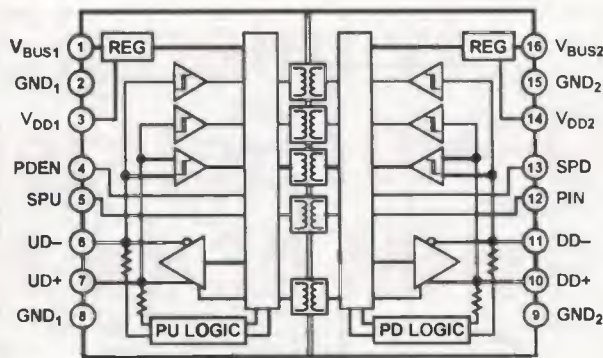 VBUS1 1 REG REG 16 VBUS2
GND1 2 15 GND2
VDD1 3 14 VDD2
PDEN 4 13 SPD
SPU 5 12 PIN
UD– 6 11 DD–
UD+ 7 10 DD+
GND1 8 PU LOGIC PD LOGIC 9 GND2